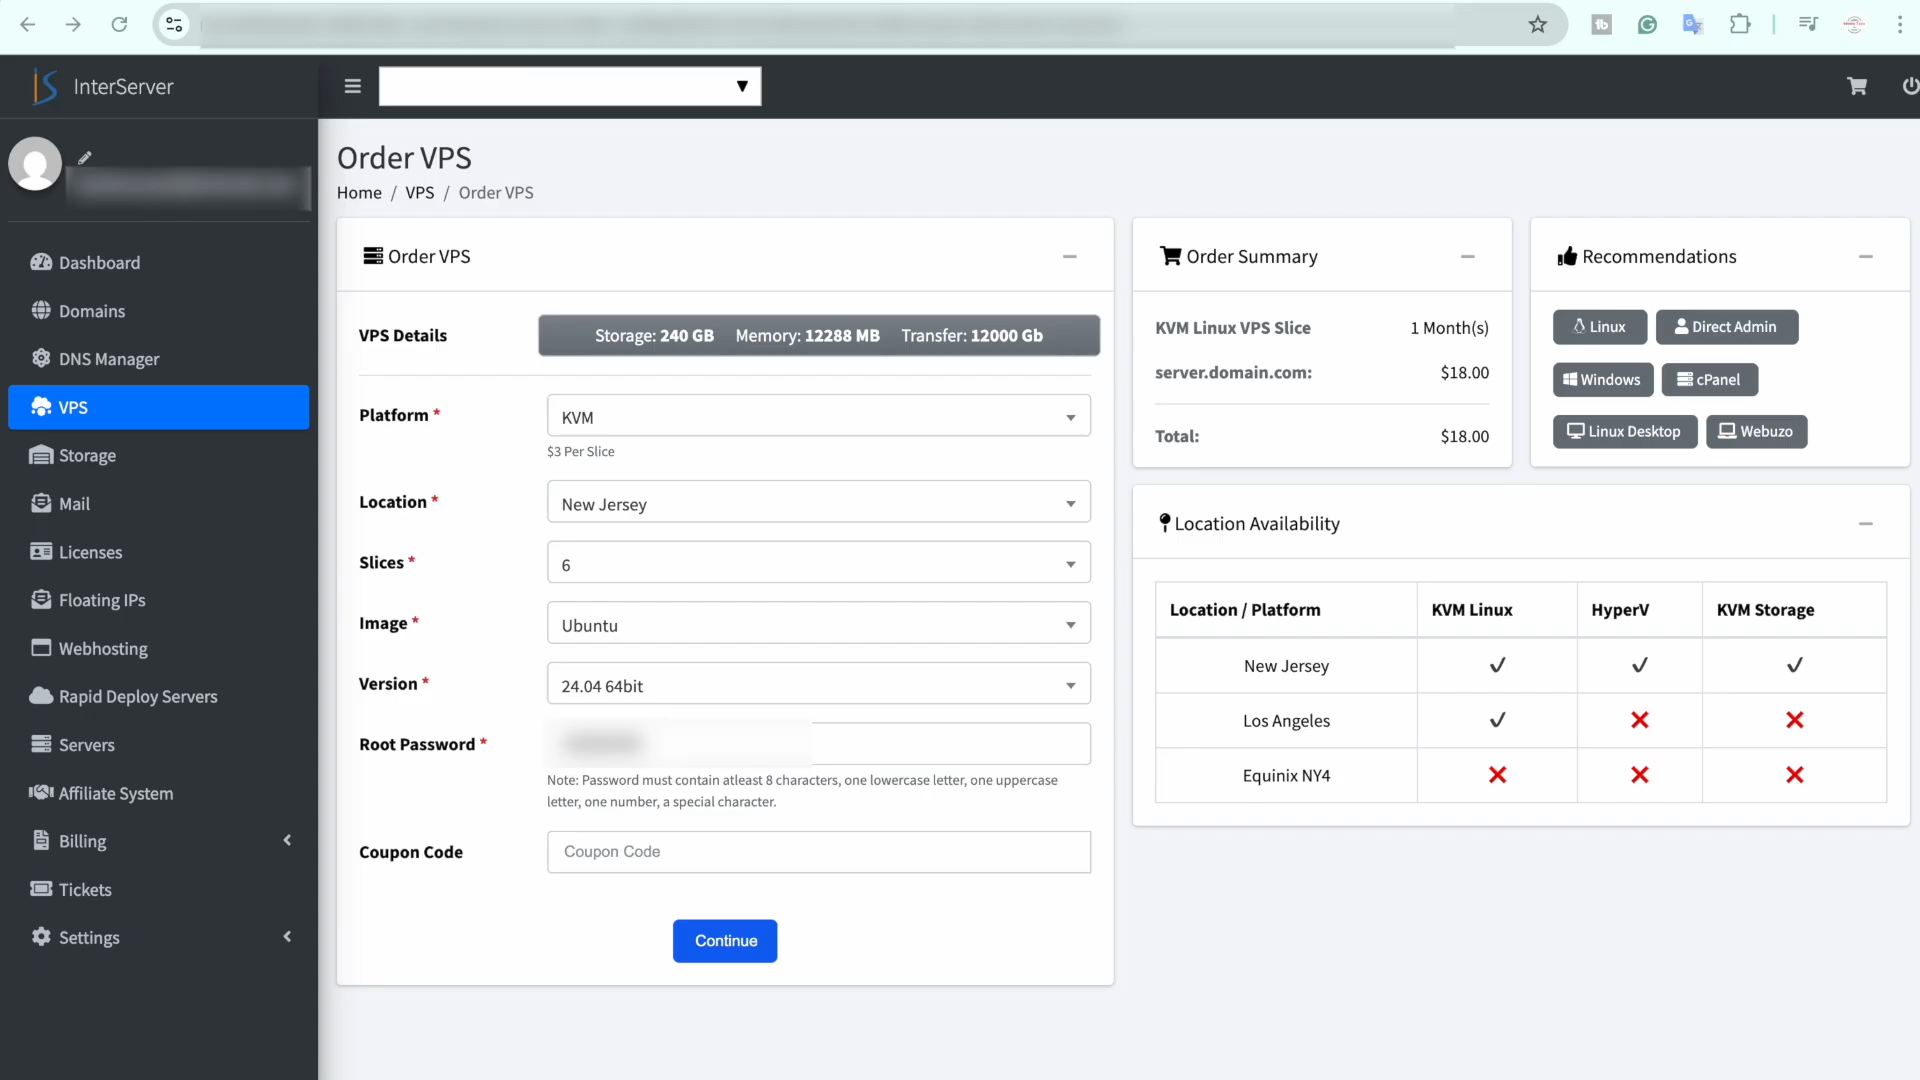 InterServer
Order VPS
Home / VPS / Order VPS
Dashboard
Domains
DNS Manager
VPS
Storage
Mail
Licenses
Floating IPs
Webhosting
Rapid Deploy Servers
Servers
Affiliate System
Billing
Tickets
Settings
Order VPS
VPS Details
Storage: 240 GB Memory: 12288 MB Transfer: 12000 Gb
Platform *
KVM
$3 Per Slice
Location *
New Jersey
Slices *
6
Image *
Ubuntu
Version *
24.04 64bit
Root Password *
Note: Password must contain atleast 8 characters, one lowercase letter, one uppercase
letter, one number, a special character.
Coupon Code
Coupon Code
Continue
Order Summary
KVM Linux VPS Slice 1 Month(s)
server.domain.com: $18.00
Total: $18.00
Recommendations
Linux Direct Admin
Windows cPanel
Linux Desktop Webuzo
Location Availability
Location / Platform KVM Linux HyperV KVM Storage
New Jersey
Los Angeles
Equinix NY4